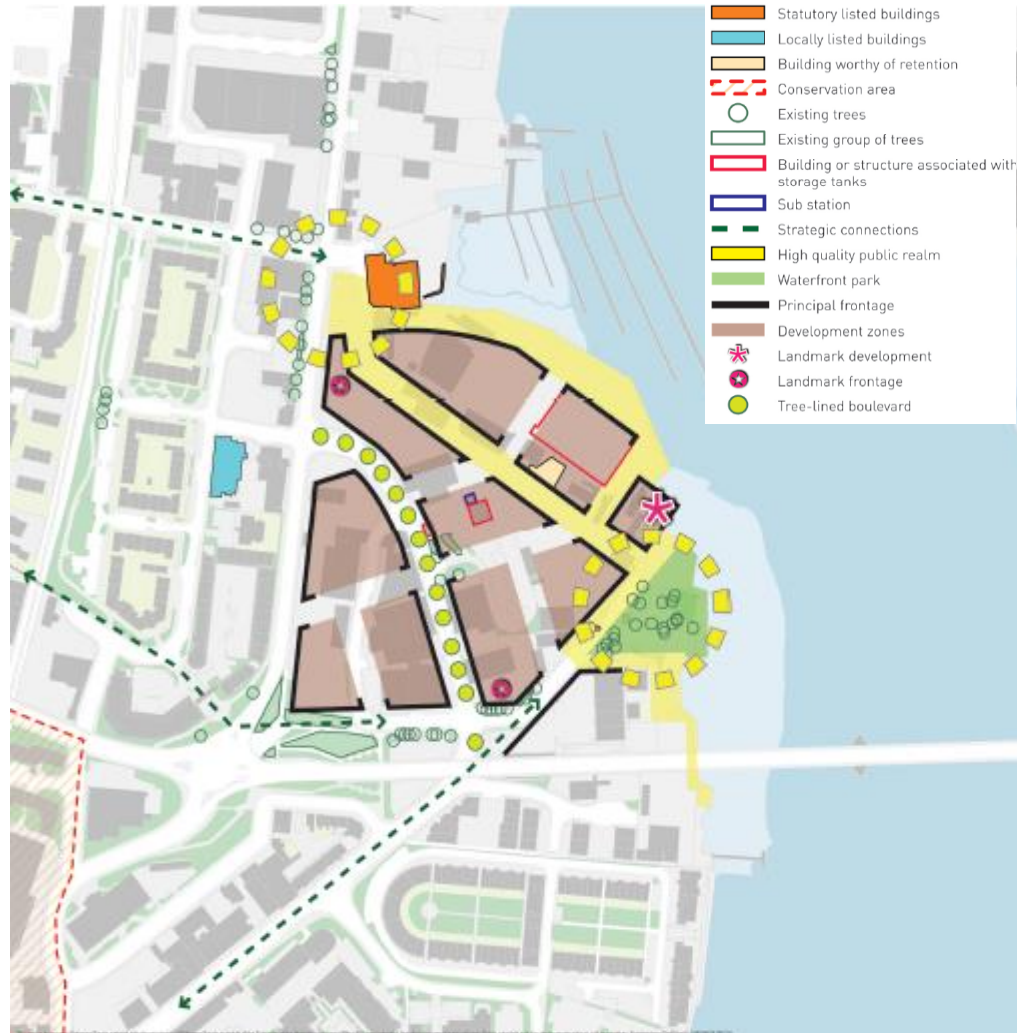 Statutory listed buildings
Locally listed buildings
Building worthy of retention
Conservation area
Existing trees
Existing group of trees
Building or structure associated with
storage tanks
Sub station
Strategic connections
High quality public realm
Waterfront park
Principal frontage
Development zones
Landmark development
Landmark frontage
Tree-lined boulevard